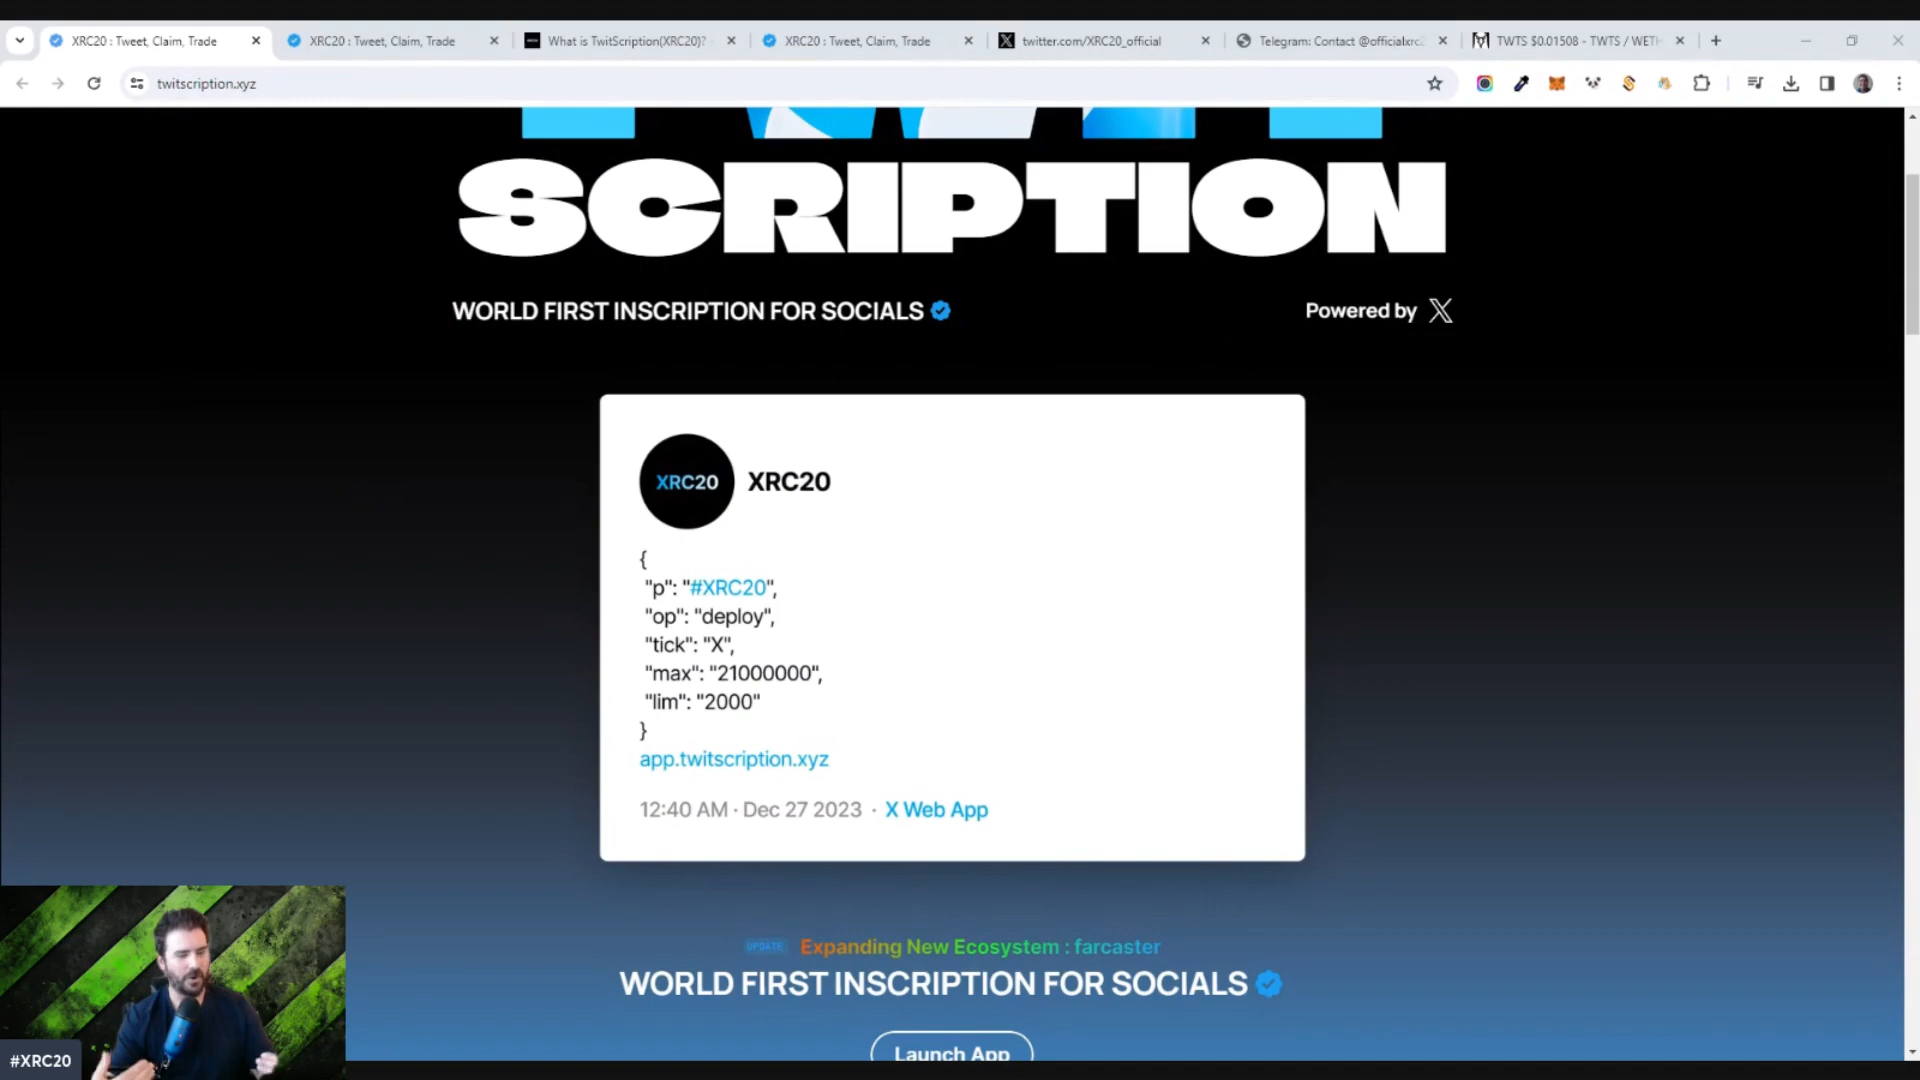 XRC20 : Tweet, Claim, Trade
XRC20 : Tweet, Claim, Trade
What is TwitScription(XRC20)?
XRC20 : Tweet, Claim, Trade
twitter.com/XRC20_official
Telegram: Contact @officialxrc2
TWTS $0.01508 - TWTS / WETH
twitscription.xyz
SCRIPTION
WORLD FIRST INSCRIPTION FOR SOCIALS
Powered by X
XRC20
XRC20
{
"p": "#XRC20",
"op": "deploy",
"tick": "X",
"max": "21000000",
"lim": "2000"
}
app.twitscription.xyz
12:40 AM · Dec 27 2023 · X Web App
UPDATE Expanding New Ecosystem : farcaster
WORLD FIRST INSCRIPTION FOR SOCIALS
Launch App
#XRC20